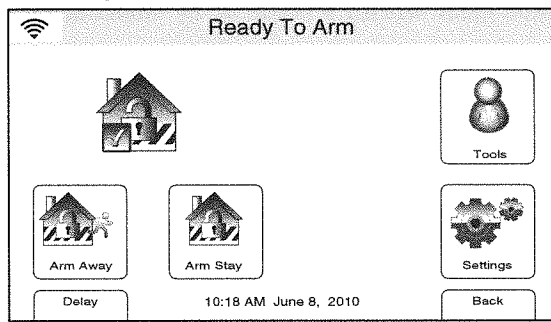 Ready To Arm
Tools
Arm Away
Arm Stay
Settings
Delay
10:18 AM June 8, 2010
Back